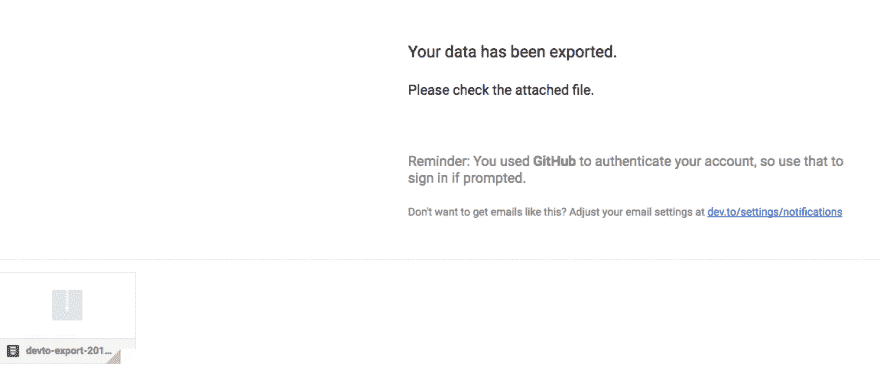 Your data has been exported.
Please check the attached file.
Reminder: You used GitHub to authenticate your account, so use that to
sign in if prompted.
Don't want to get emails like this? Adjust your email settings at dev.to/settings/notifications
devto-export-201...